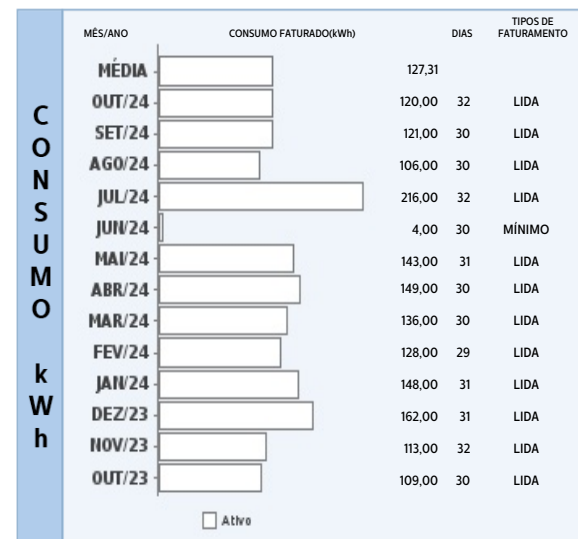 MÊS/ANO CONSUMO FATURADO(kWh) DIAS TIPOS DE FATURAMENTO
CONSUMO kWh
MÉDIA 127,31
OUT/24 120,00 32 LIDA
SET/24 121,00 30 LIDA
AGO/24 106,00 30 LIDA
JUL/24 216,00 32 LIDA
JUN/24 4,00 30 MÍNIMO
MAI/24 143,00 31 LIDA
ABR/24 149,00 30 LIDA
MAR/24 136,00 30 LIDA
FEV/24 128,00 29 LIDA
JAN/24 148,00 31 LIDA
DEZ/23 162,00 31 LIDA
NOV/23 113,00 32 LIDA
OUT/23 109,00 30 LIDA
Ativo